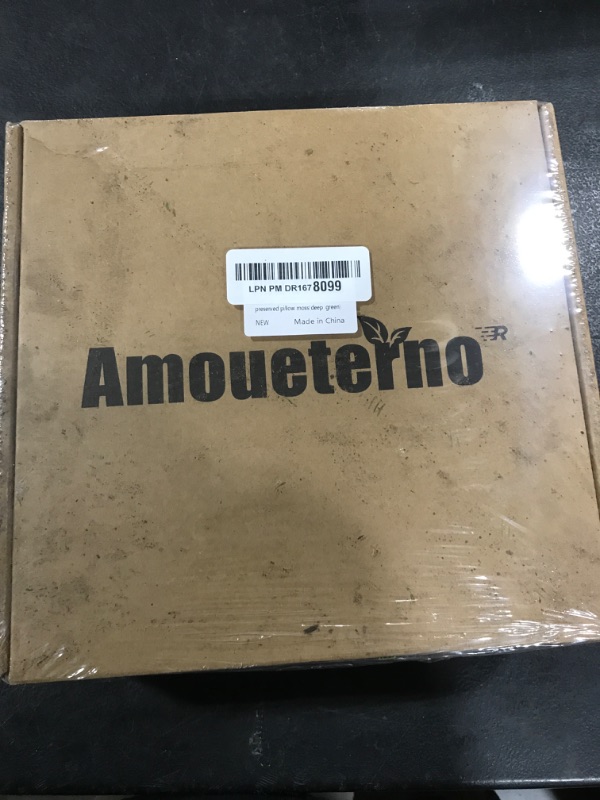 LPN PM DR1678099
preserved pillow moss deep green
NEW Made in China
Amoueterno R